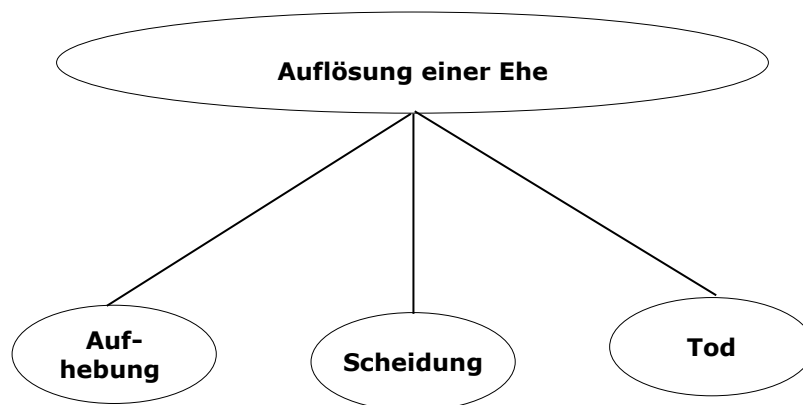 Auflösung einer Ehe
Auf-
hebung
Scheidung
Tod